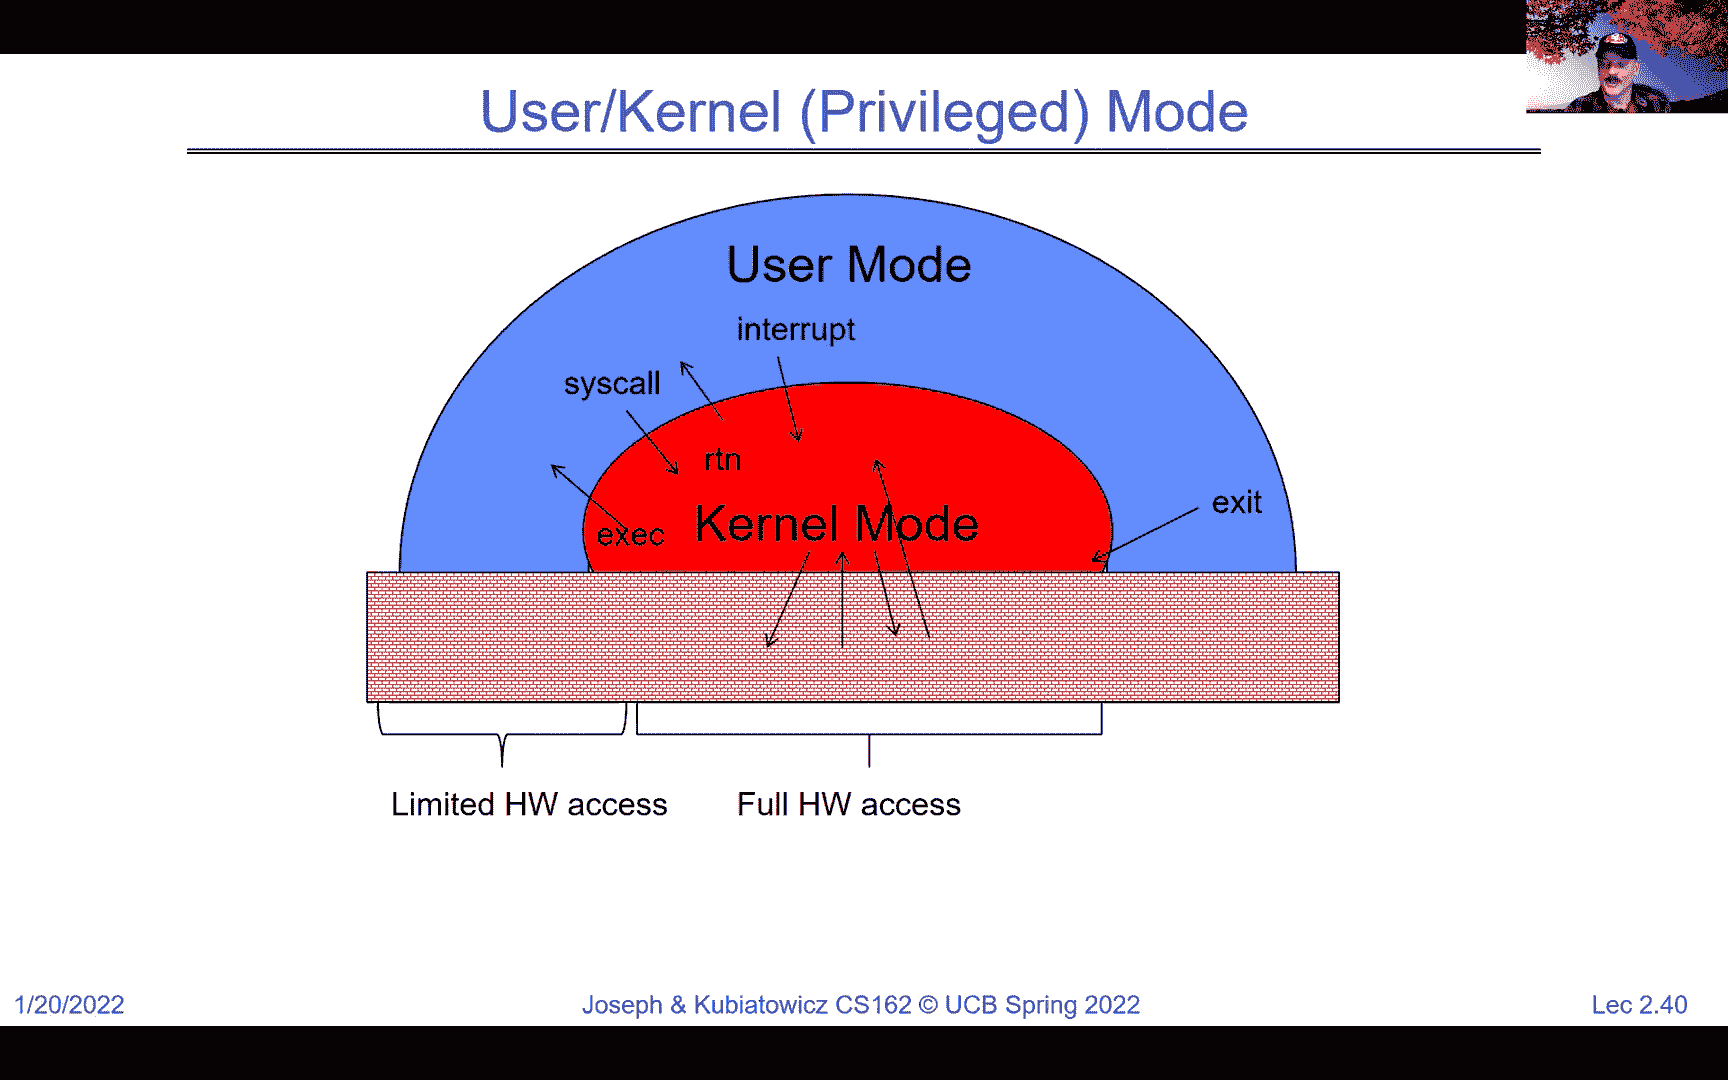 User/Kernel (Privileged) Mode
User Mode
interrupt
syscall
rtn
exit
exec
Kernel Mode
Limited HW access
Full HW access
1/20/2022
Joseph & Kubiatowicz CS162 © UCB Spring 2022
Lec 2.40